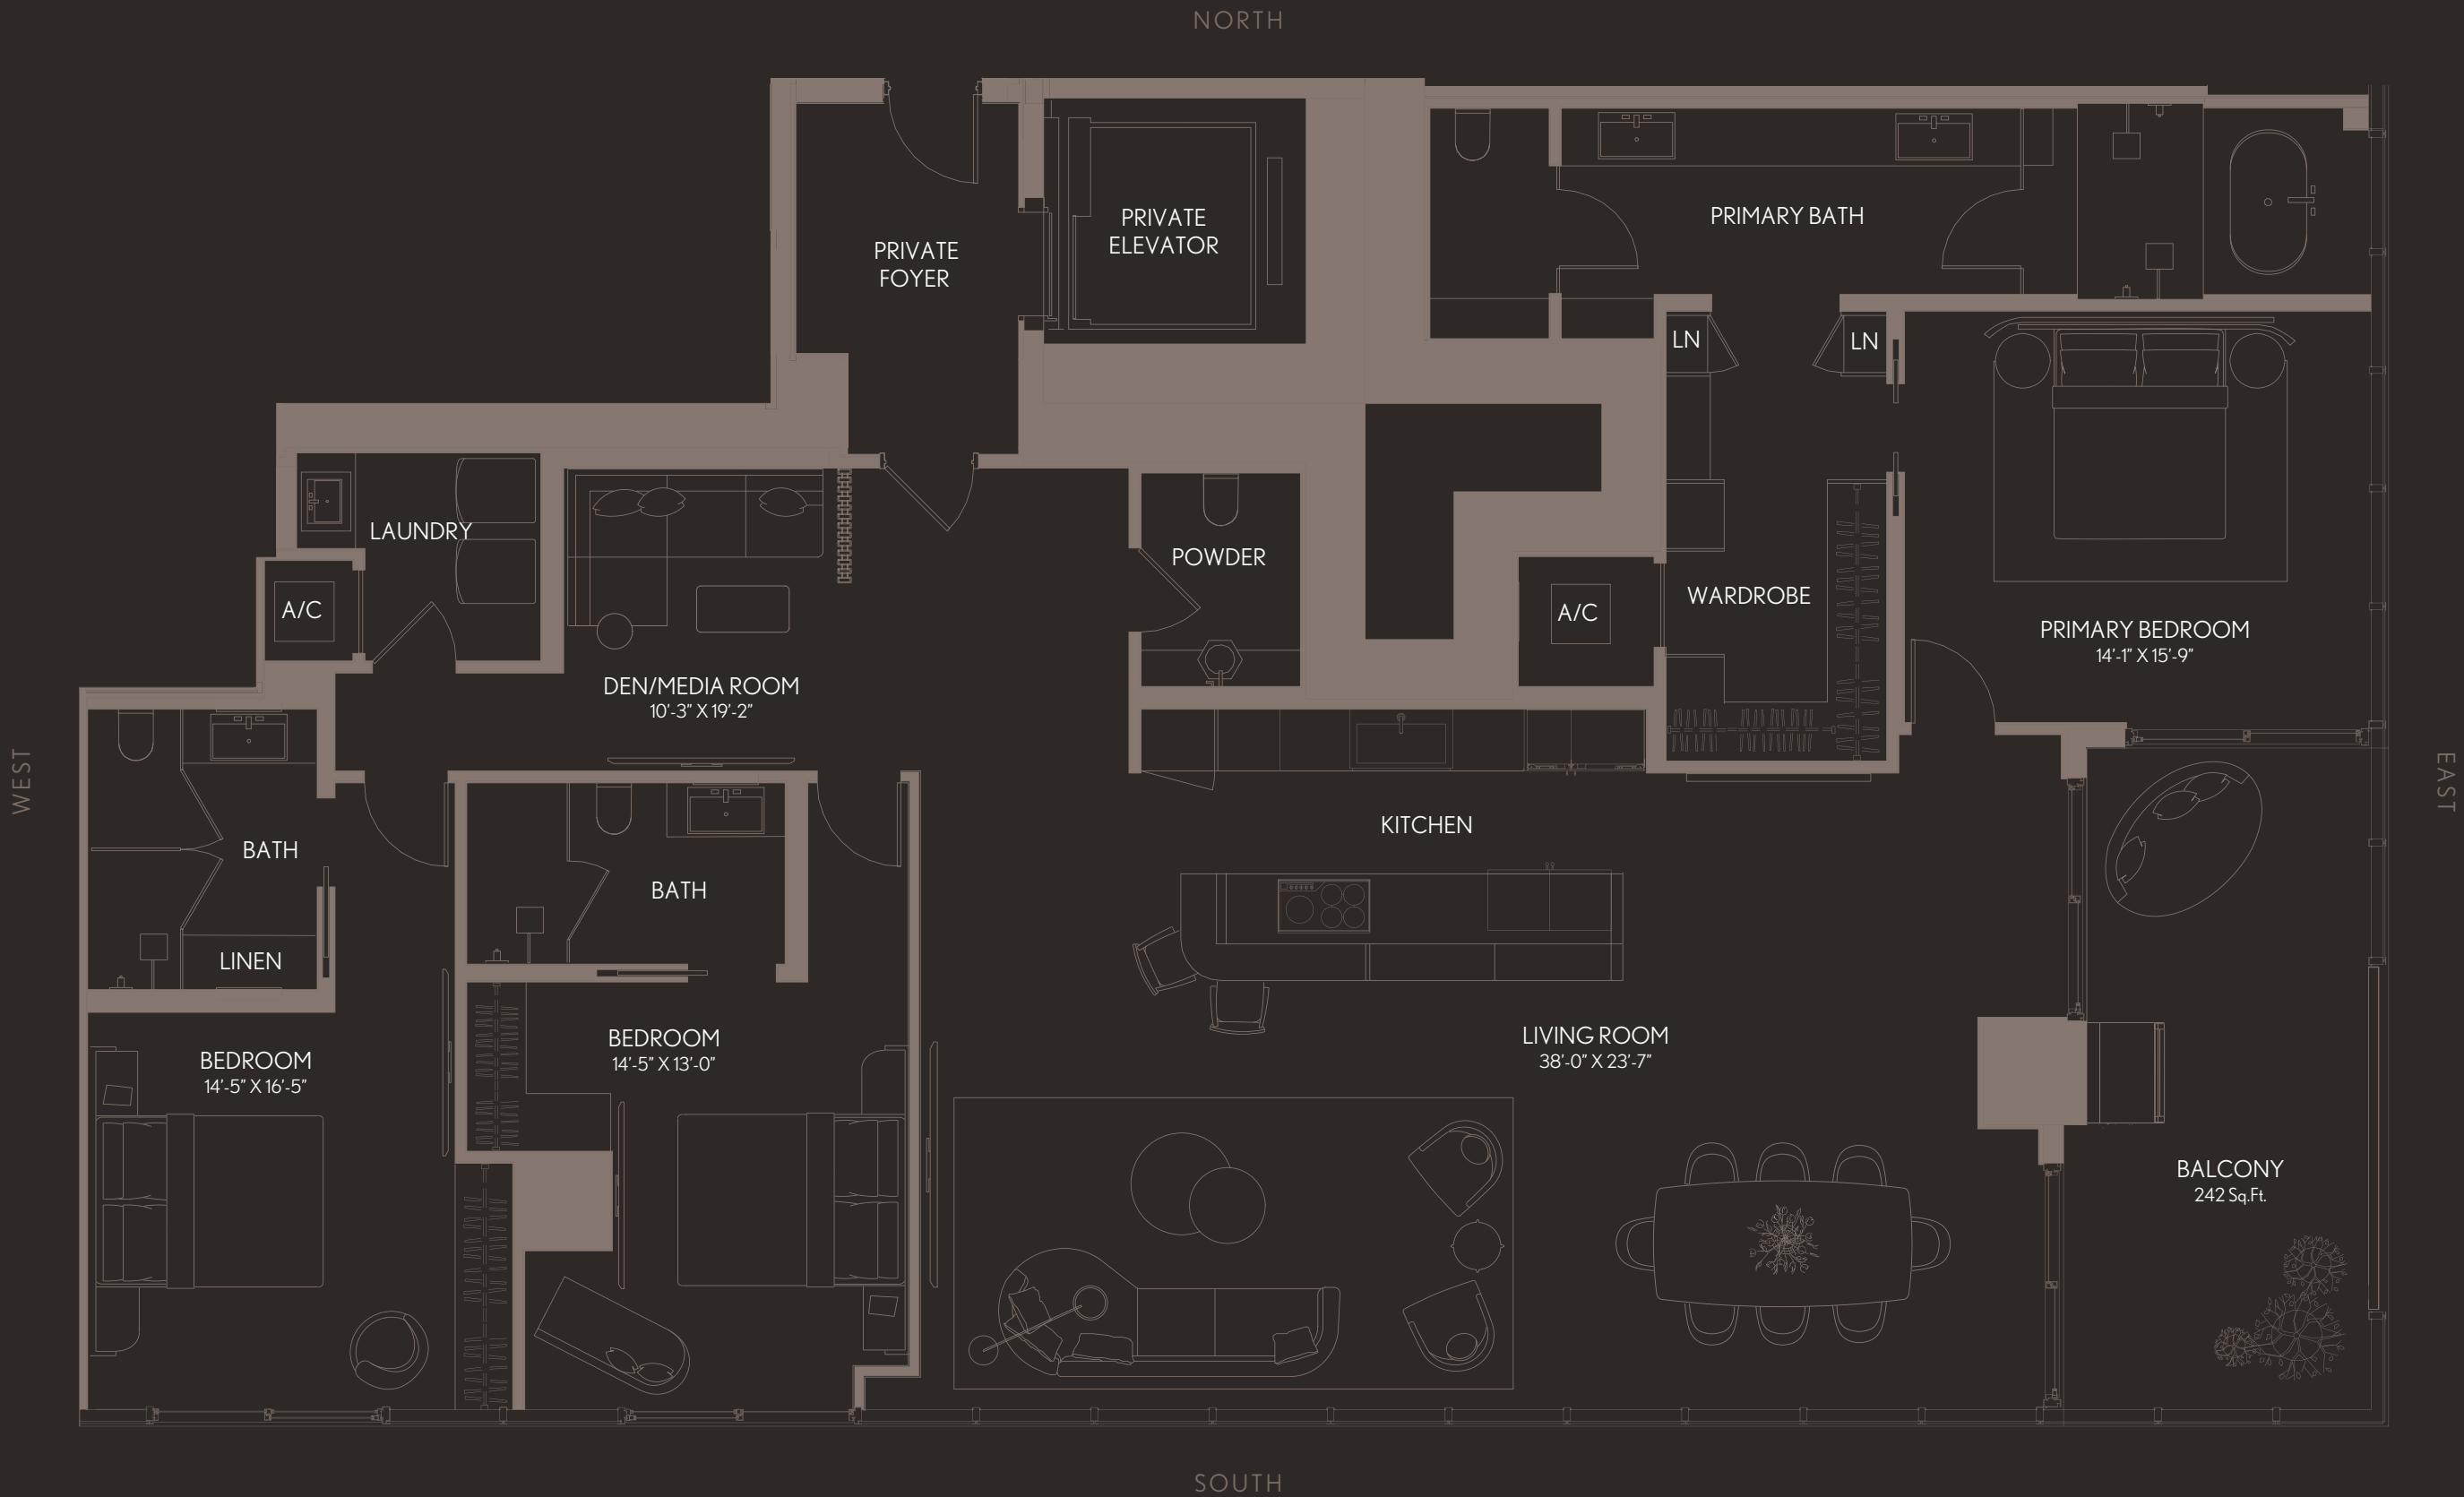 NORTH
PRIVATE
FOYER
PRIVATE
ELEVATOR
PRIMARY BATH
LN
LN
LAUNDRY
A/C
POWDER
A/C
WARDROBE
PRIMARY BEDROOM
14'-1" X 15'-9"
DEN/MEDIA ROOM
10'-3" X 19'-2"
WEST
EAST
KITCHEN
BATH
BATH
LINEN
BEDROOM
14'-5" X 16'-5"
BEDROOM
14'-5" X 13'-0"
LIVING ROOM
38'-0" X 23'-7"
BALCONY
242 Sq.Ft.
SOUTH